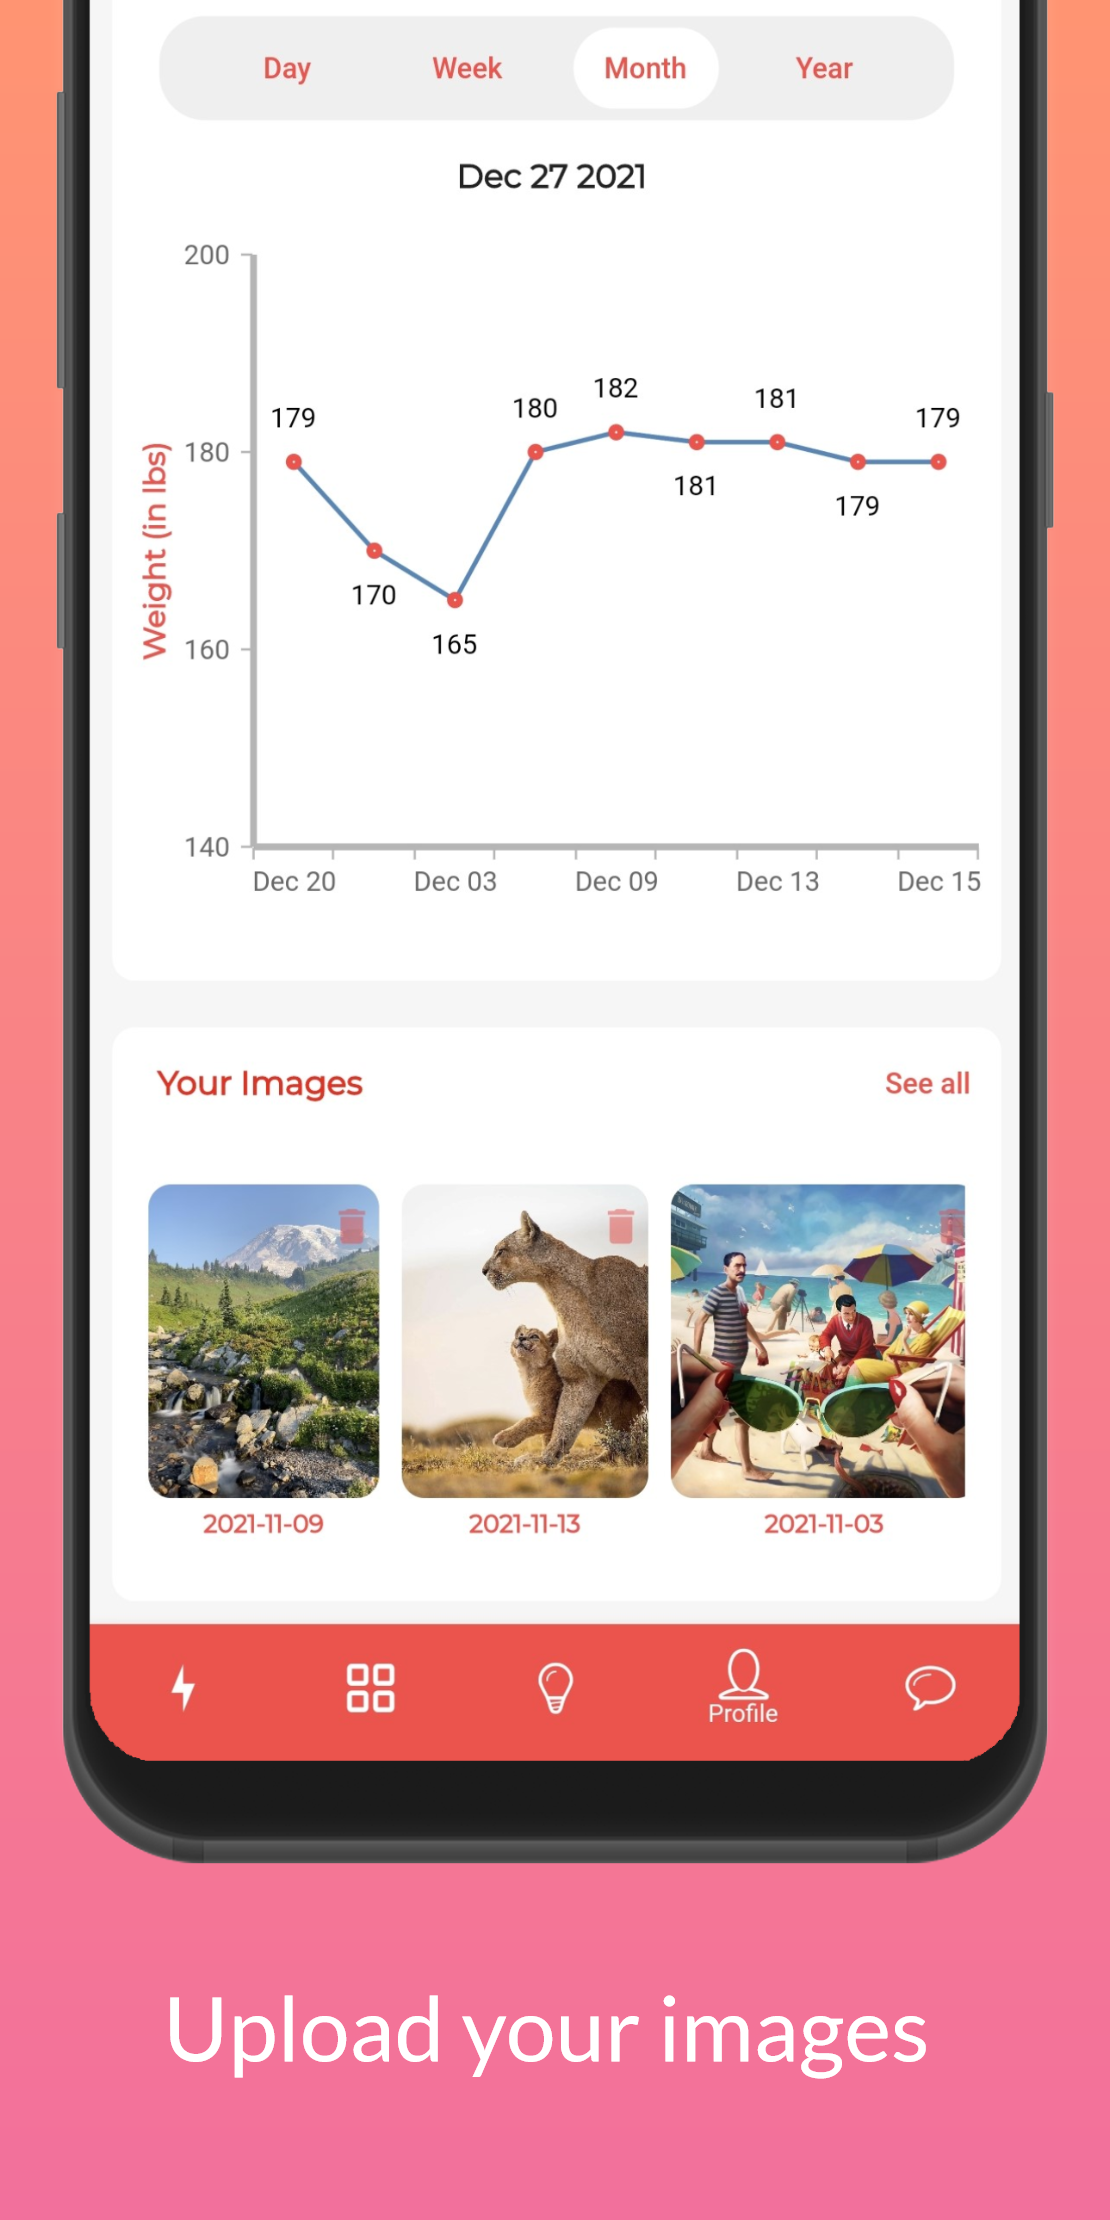 Day Week Month Year
Dec 27 2021
Weight (in lbs)
200
180
160
140
179
170
165
180
182
181
181
179
179
Dec 20 Dec 03 Dec 09 Dec 13 Dec 15
Your Images See all
2021-11-09 2021-11-13 2021-11-03
Profile
Upload your images